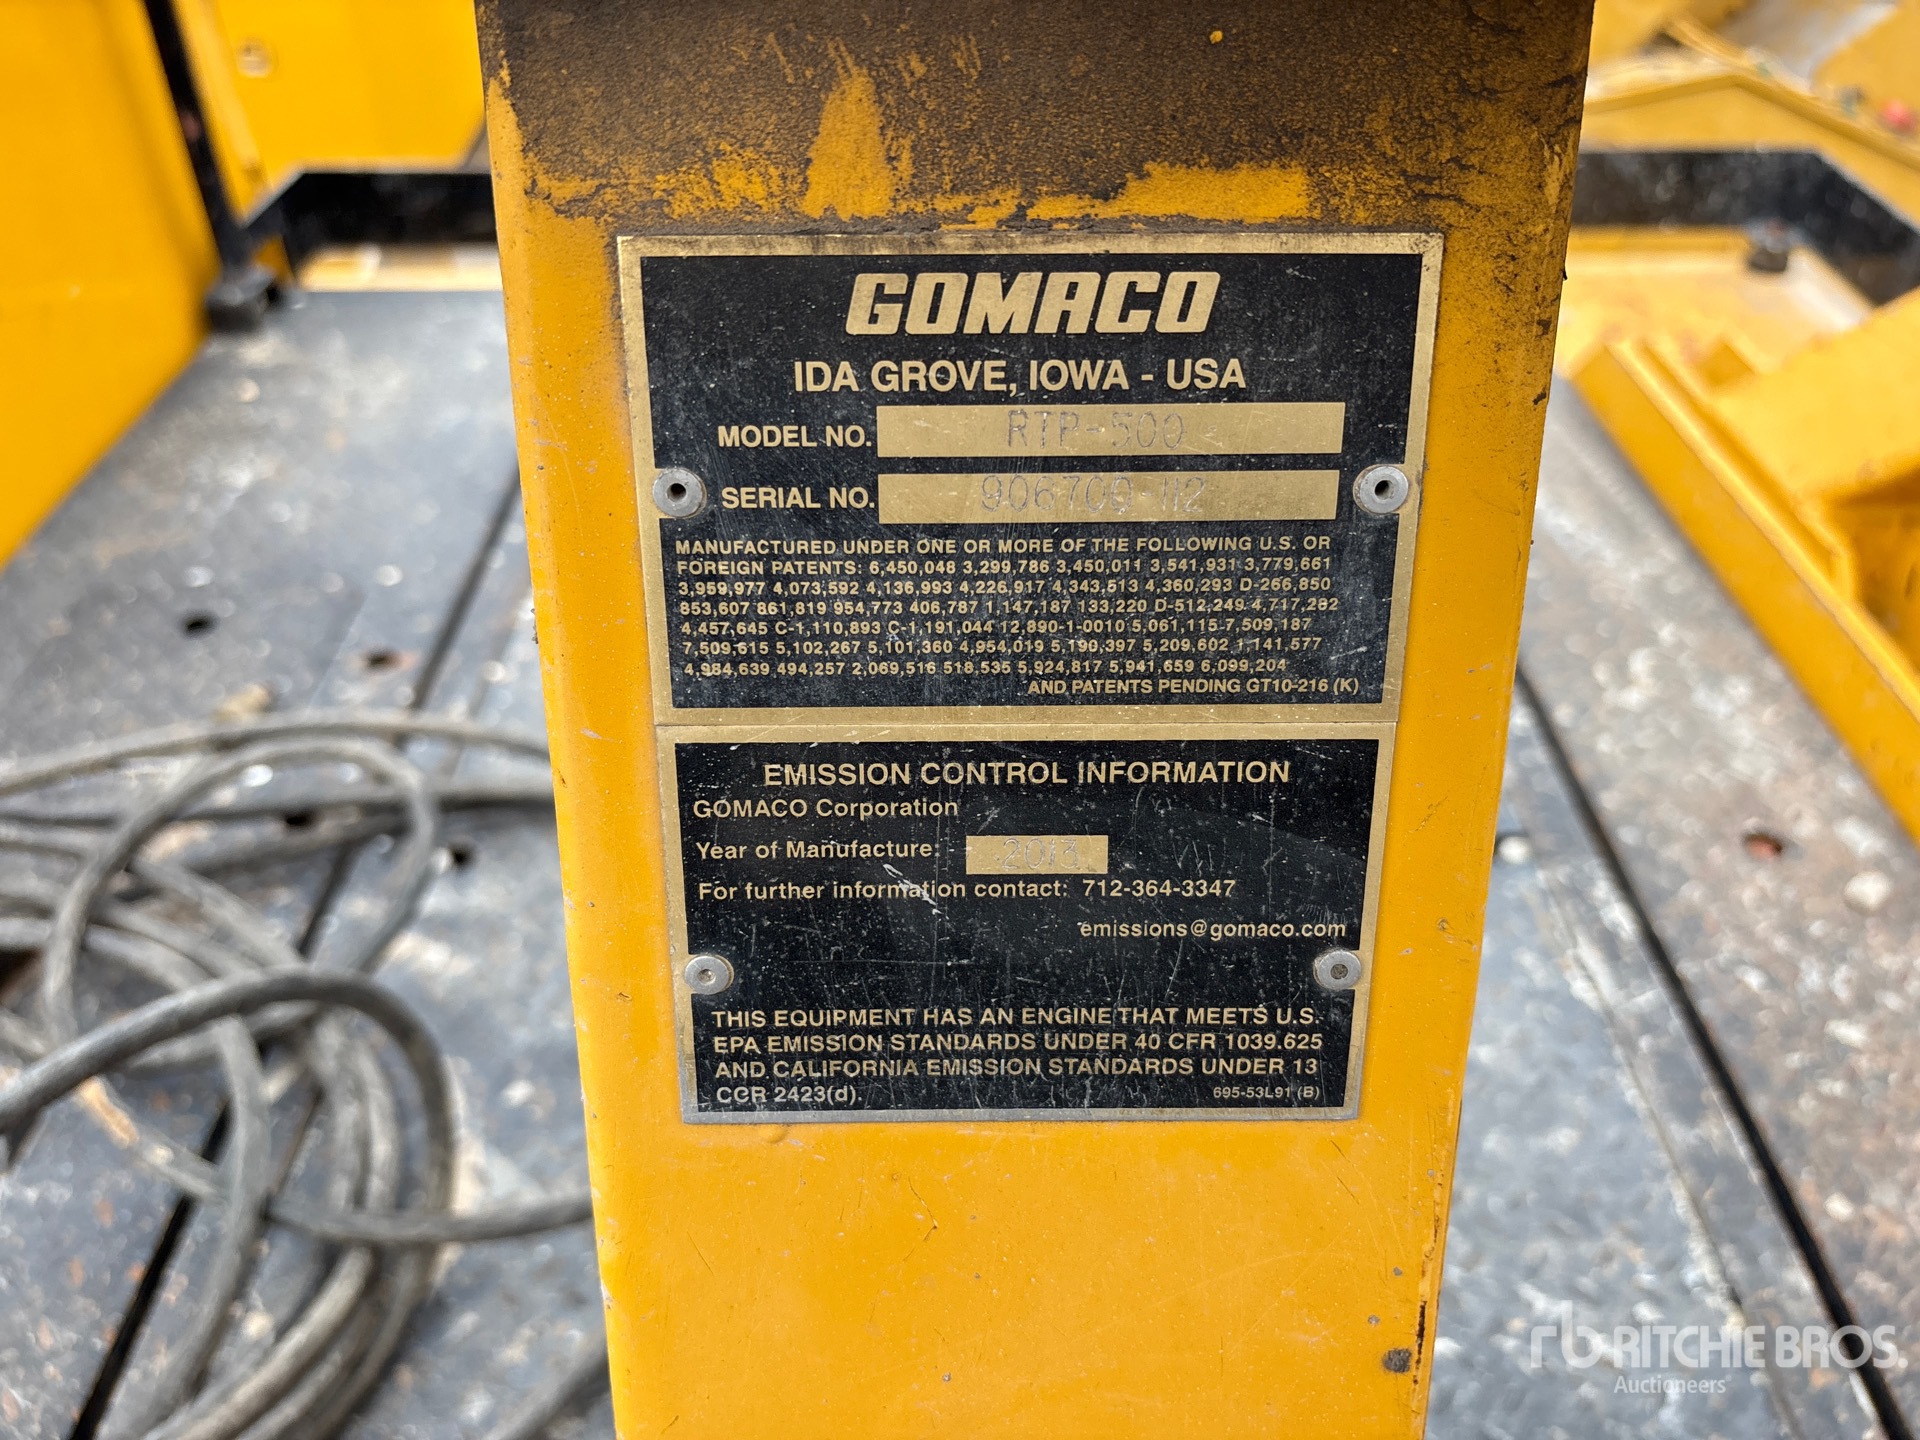 GOMACO
IDA GROVE, IOWA - USA
MODEL NO. RTP-500
SERIAL NO. 906700-112
MANUFACTURED UNDER ONE OR MORE OF THE FOLLOWING U.S. OR
FOREIGN PATENTS: 6,450,048 3,299,786 3,450,011 3,541,931 3,779,661
3,959,977 4,073,592 4,136,993 4,226,917 4,343,513 4,360,293 D-266,850
853,607 861,819 954,773 406,787 1,147,187 133,220 D-512,249 4,717,282
4,457,645 C-1,110,893 C-1,191,044 12,890-1-0010 5,061,115-7,509,187
7,509,615 5,102,267 5,101,360 4,954,019 5,190,397 5,209,602 1,141,577
4,984,639 494,257 2,069,516 518,535 5,924,817 5,941,659 6,099,204
AND PATENTS PENDING GT10-216 (K)
EMISSION CONTROL INFORMATION
GOMACO Corporation
Year of Manufacture: 2013
For further information contact: 712-364-3347
emissions@gomaco.com
THIS EQUIPMENT HAS AN ENGINE THAT MEETS U.S.
EPA EMISSION STANDARDS UNDER 40 CFR 1039.625
AND CALIFORNIA EMISSION STANDARDS UNDER 13
CCR 2423(d). 695-53L91 (B)
rb RITCHIE BROS.
Auctioneers